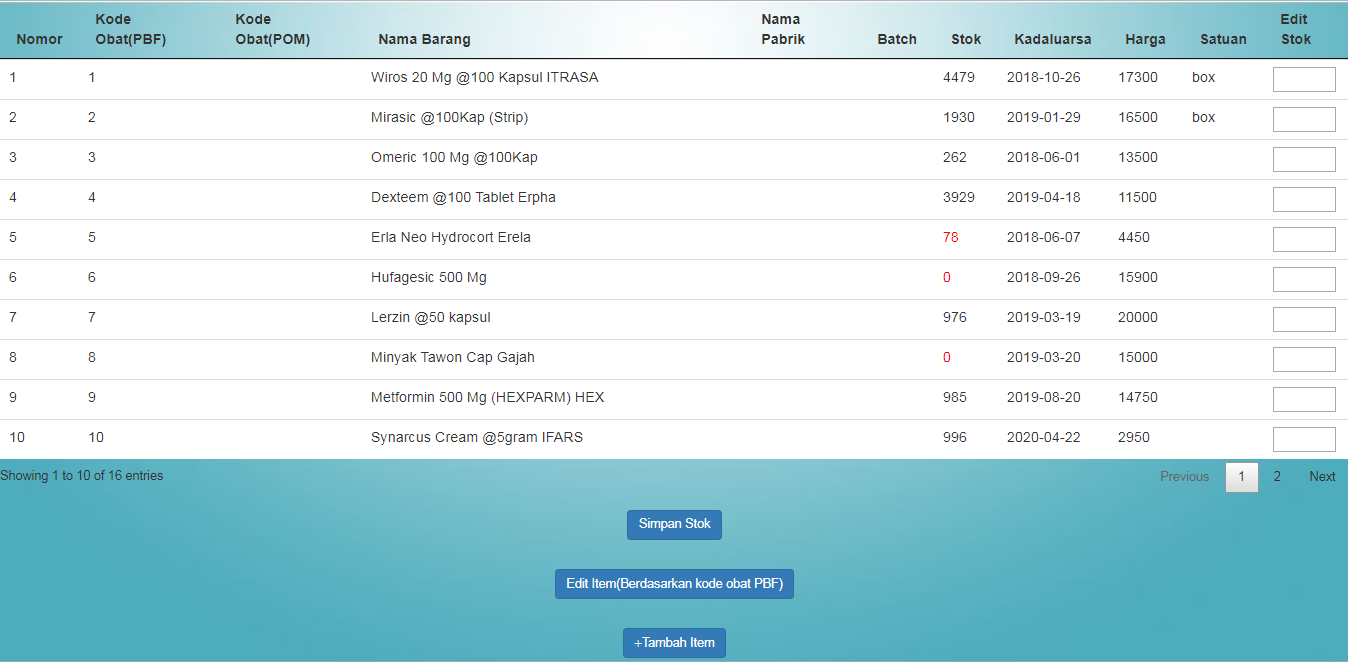 Nomor Kode Obat(PBF) Kode Obat(POM) Nama Barang Nama Pabrik Batch Stok Kadaluarsa Harga Satuan Edit Stok
1 1 Wiros 20 Mg @100 Kapsul ITRASA 4479 2018-10-26 17300 box
2 2 Mirasic @100Kap (Strip) 1930 2019-01-29 16500 box
3 3 Omeric 100 Mg @100Kap 262 2018-06-01 13500
4 4 Dexteem @100 Tablet Erpha 3929 2019-04-18 11500
5 5 Erla Neo Hydrocort Erela 78 2018-06-07 4450
6 6 Hufagesic 500 Mg 0 2018-09-26 15900
7 7 Lerzin @50 kapsul 976 2019-03-19 20000
8 8 Minyak Tawon Cap Gajah 0 2019-03-20 15000
9 9 Metformin 500 Mg (HEXPARM) HEX 985 2019-08-20 14750
10 10 Synarcus Cream @5gram IFARS 996 2020-04-22 2950
Showing 1 to 10 of 16 entries Previous 1 2 Next
Simpan Stok
Edit Item(Berdasarkan kode obat PBF)
+Tambah Item